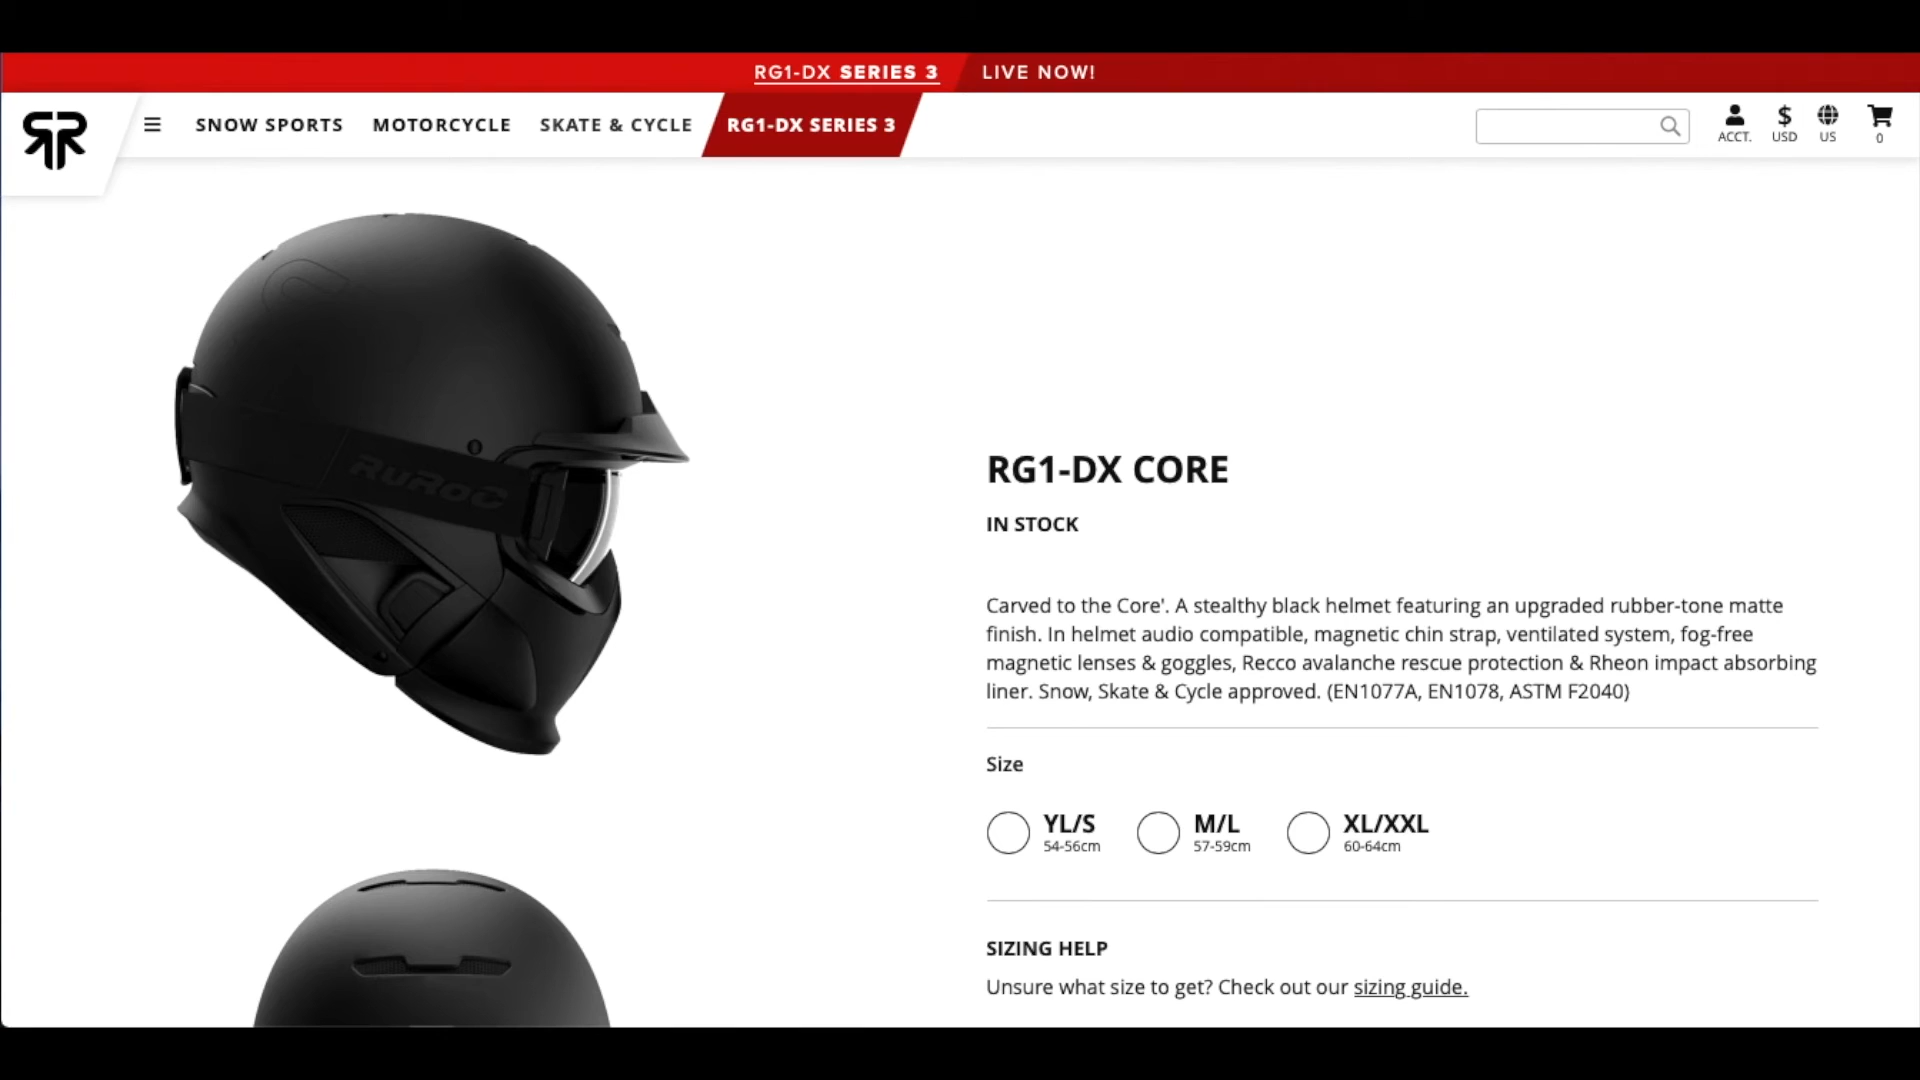 RG1-DX SERIES 3 LIVE NOW!
SNOW SPORTS MOTORCYCLE SKATE & CYCLE RG1-DX SERIES 3
ACCT. USD US 0
RUROC
RG1-DX CORE
IN STOCK
Carved to the Core'. A stealthy black helmet featuring an upgraded rubber-tone matte
finish. In helmet audio compatible, magnetic chin strap, ventilated system, fog-free
magnetic lenses & goggles, Recco avalanche rescue protection & Rheon impact absorbing
liner. Snow, Skate & Cycle approved. (EN1077A, EN1078, ASTM F2040)
Size
YL/S M/L XL/XXL
54-56cm 57-59cm 60-64cm
SIZING HELP
Unsure what size to get? Check out our sizing guide.